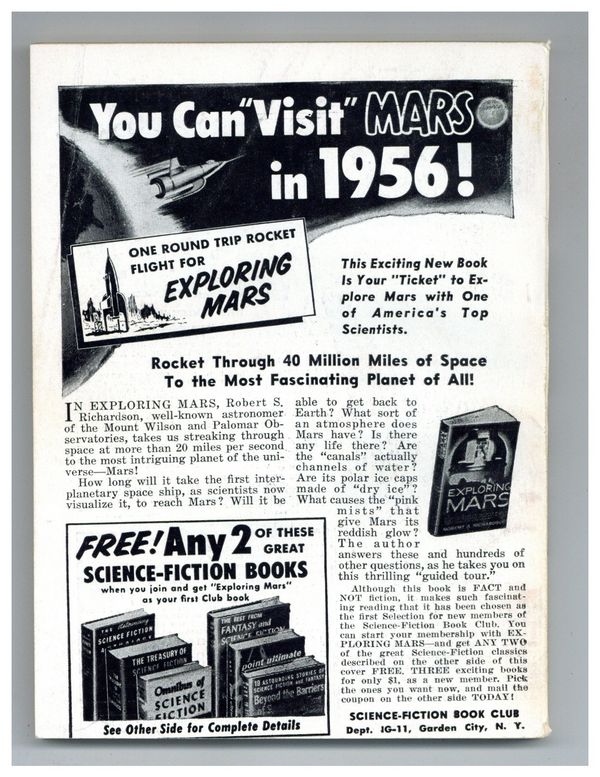 You Can "Visit" MARS
in 1956!
ONE ROUND TRIP ROCKET
FLIGHT FOR
EXPLORING
MARS
This Exciting New Book
Is Your "Ticket" to Ex-
plore Mars with One
of America's Top
Scientists.
Rocket Through 40 Million Miles of Space
To the Most Fascinating Planet of All!
IN EXPLORING MARS, Robert S.
Richardson, well-known astronomer
of the Mount Wilson and Palomar Ob-
servatories, takes us streaking through
space at more than 20 miles per second
to the most intriguing planet of the uni-
verse—Mars!
How long will it take the first inter-
planetary space ship, as scientists now
visualize it, to reach Mars? Will it be
able to get back to
Earth? What sort of
an atmosphere does
Mars have? Is there
any life there? Are
the "canals" actually
channels of water?
Are its polar ice caps
made of "dry ice"?
What causes the "pink
mists" that
give Mars its
reddish glow?
The author
answers these and hundreds of
other questions, as he takes you on
this thrilling "guided tour."
Although this book is FACT and
NOT fiction, it makes such fascinat-
ing reading that it has been chosen as
the first Selection for new members of
the Science-Fiction Book Club. You
can start your membership with EX-
PLORING MARS—and get ANY TWO
of the great Science-Fiction classics
described on the other side of this
cover FREE. THREE exciting books
for only $1, as a new member. Pick
the ones you want now, and mail the
coupon on the other side TODAY!
SCIENCE-FICTION BOOK CLUB
Dept. IG-11, Garden City, N. Y.
EXPLORING
MARS
ROBERT S. RICHARDSON
FREE! Any 2 OF THESE
GREAT
SCIENCE-FICTION BOOKS
when you join and get "Exploring Mars"
as your first Club book
The Astounding
SCIENCE FICTION
THE TREASURY OF
SCIENCE FICTION
Omnibus of
SCIENCE
FICTION
THE BEST FROM
FANTASY and
SCIENCE FICTION
point ultimate
19 ASTOUNDING STORIES OF
SCIENCE FICTION and FANTASY
Beyond the Barriers
See Other Side for Complete Details